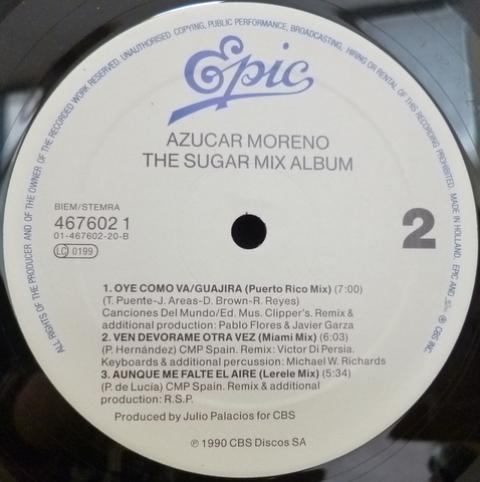 ALL RIGHTS OF THE PRODUCER AND OF THE OWNER OF THE RECORDED WORK RESERVED. UNAUTHORISED COPYING, PUBLIC PERFORMANCE, BROADCASTING, HIRING OR RENTAL OF THIS RECORDING PROHIBITED. MADE IN HOLLAND. EPIC AND ® CBS INC.
Epic
AZUCAR MORENO
THE SUGAR MIX ALBUM
BIEM/STEMRA
467602 1
01-467602-20-B
LC 0199
2
1. OYE COMO VA/GUAJIRA (Puerto Rico Mix) (7:00)
(T. Puente-J. Areas-D. Brown-R. Reyes)
Canciones Del Mundo/Ed. Mus. Clipper's. Remix &
additional production: Pablo Flores & Javier Garza
2. VEN DEVORAME OTRA VEZ (Miami Mix) (6:03)
(P. Hernández) CMP Spain. Remix: Victor Di Persia.
Keyboards & additional percussion: Michael W. Richards
3. AUNQUE ME FALTE EL AIRE (Lerele Mix) (5:34)
(P. de Lucia) CMP Spain. Remix & additional
production: R.S.P.
Produced by Julio Palacios for CBS
℗ 1990 CBS Discos SA